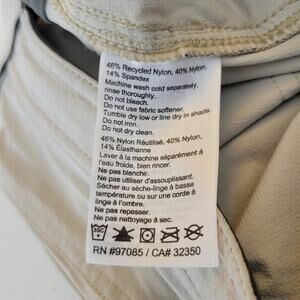 46% Recycled Nylon, 40% Nylon,
14% Spandex
Machine wash cold separately,
rinse thoroughly.
Do not bleach.
Do not use fabric softener.
Tumble dry low or line dry in shade.
Do not iron.
Do not dry clean.
46% Nylon Réutilisé, 40% Nylon,
14% Élasthanne
Laver à la machine séparément à
l'eau froide, bien rincer.
Ne pas blanchir.
Ne pas utiliser d'assouplissant.
Sécher au sèche-linge à basse
température ou sur une corde à
linge à l'ombre.
Ne pas repasser.
Ne pas nettoyage à sec.
RN #97085 / CA# 32350